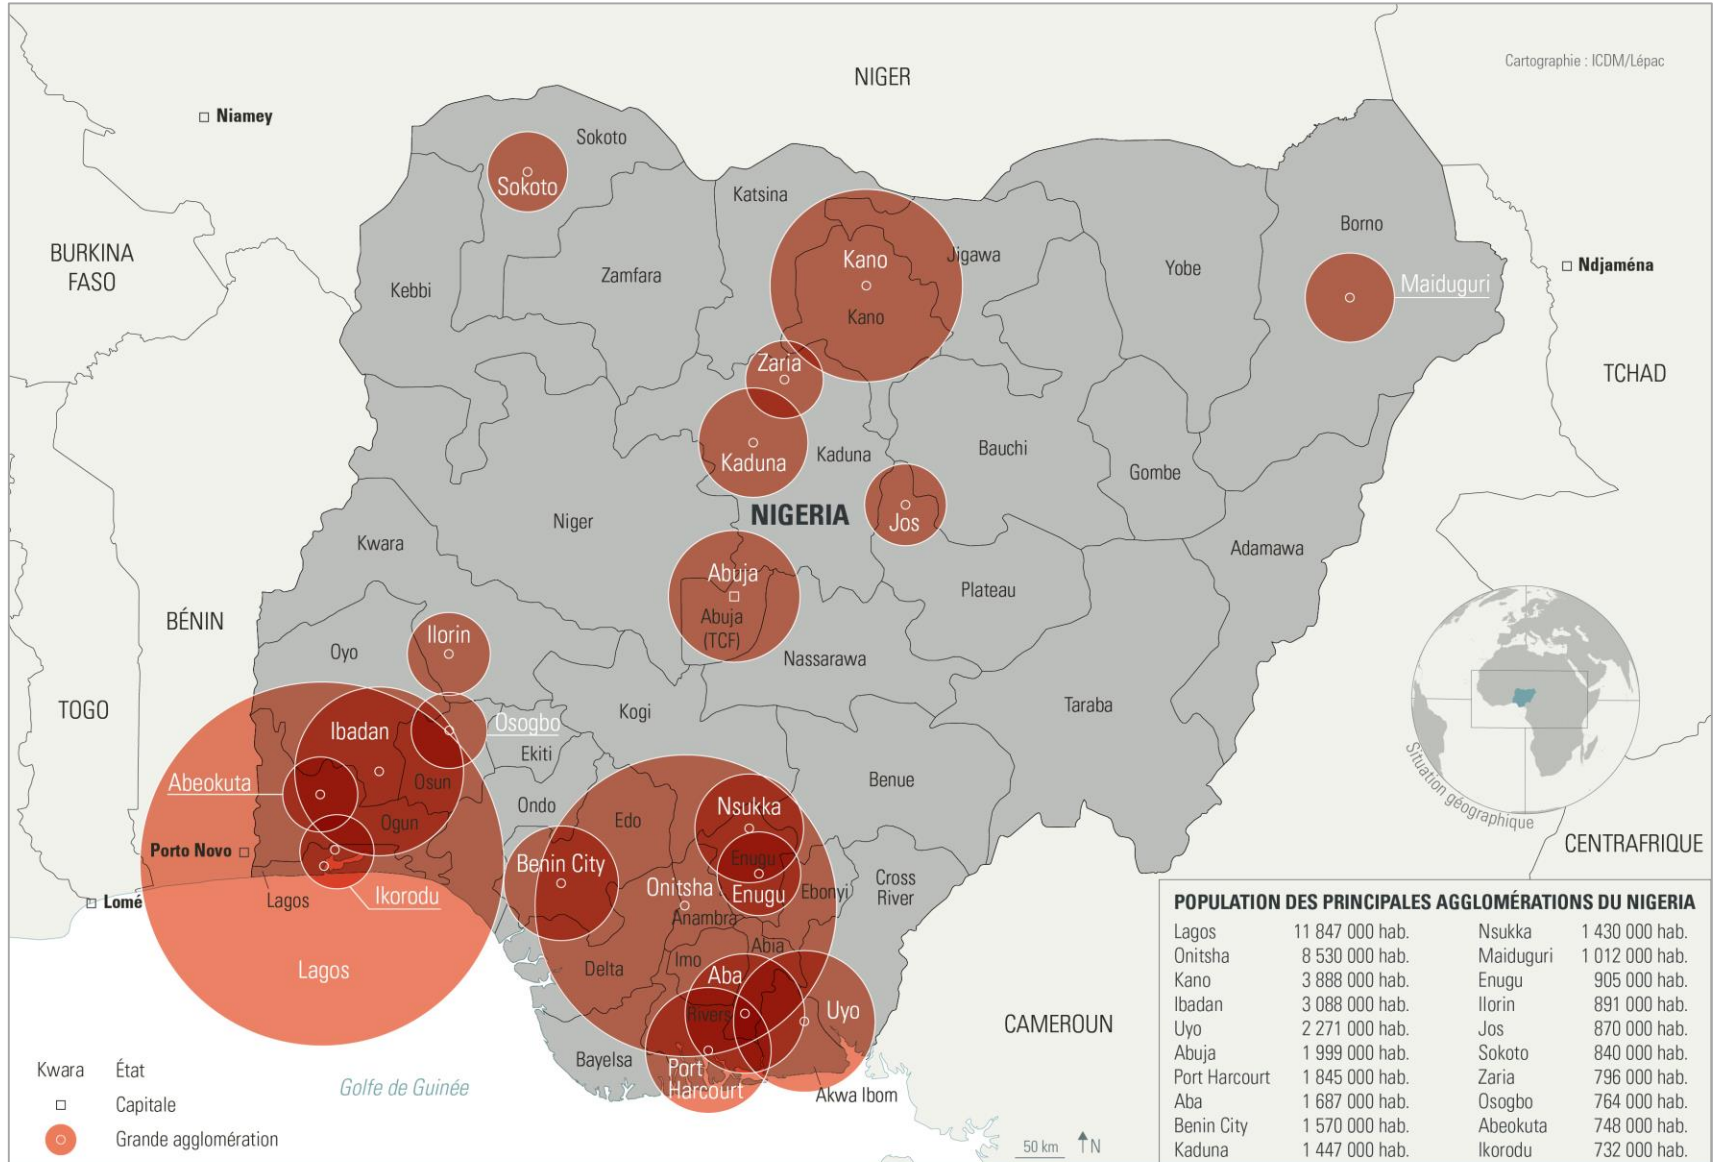 Cartographie : ICDM/Lépac
NIGER
Niamey
Sokoto
Sokoto
Katsina
Borno
Kano
Jigawa
Yobe
BURKINA
FASO
Ndjaména
Zamfara
Kebbi
Maiduguri
Kano
Zaria
TCHAD
Kaduna
Kaduna
Bauchi
Gombe
NIGERIA
Jos
Niger
Kwara
Adamawa
Abuja
Plateau
Abuja
(TCF)
BÉNIN
Ilorin
Oyo
Nassarawa
TOGO
Kogi
Taraba
Ibadan
Osogbo
Ekiti
Abeokuta
Osun
Benue
Situation géographique
Ondo
Nsukka
Ogun
Edo
Porto Novo
CENTRAFRIQUE
Benin City
Enugu
Onitsha
Enugu
Ebonyi
Cross
River
Ikorodu
Lomé
Lagos
Anambra
Abia
Imo
Lagos
Delta
Aba
Rivers
Uyo
CAMEROUN
Bayelsa
Port
Harcourt
Akwa Ibom
Golfe de Guinée
Kwara État
Capitale
Grande agglomération
50 km N
POPULATION DES PRINCIPALES AGGLOMÉRATIONS DU NIGERIA
Lagos 11 847 000 hab. Nsukka 1 430 000 hab.
Onitsha 8 530 000 hab. Maiduguri 1 012 000 hab.
Kano 3 888 000 hab. Enugu 905 000 hab.
Ibadan 3 088 000 hab. Ilorin 891 000 hab.
Uyo 2 271 000 hab. Jos 870 000 hab.
Abuja 1 999 000 hab. Sokoto 840 000 hab.
Port Harcourt 1 845 000 hab. Zaria 796 000 hab.
Aba 1 687 000 hab. Osogbo 764 000 hab.
Benin City 1 570 000 hab. Abeokuta 748 000 hab.
Kaduna 1 447 000 hab. Ikorodu 732 000 hab.